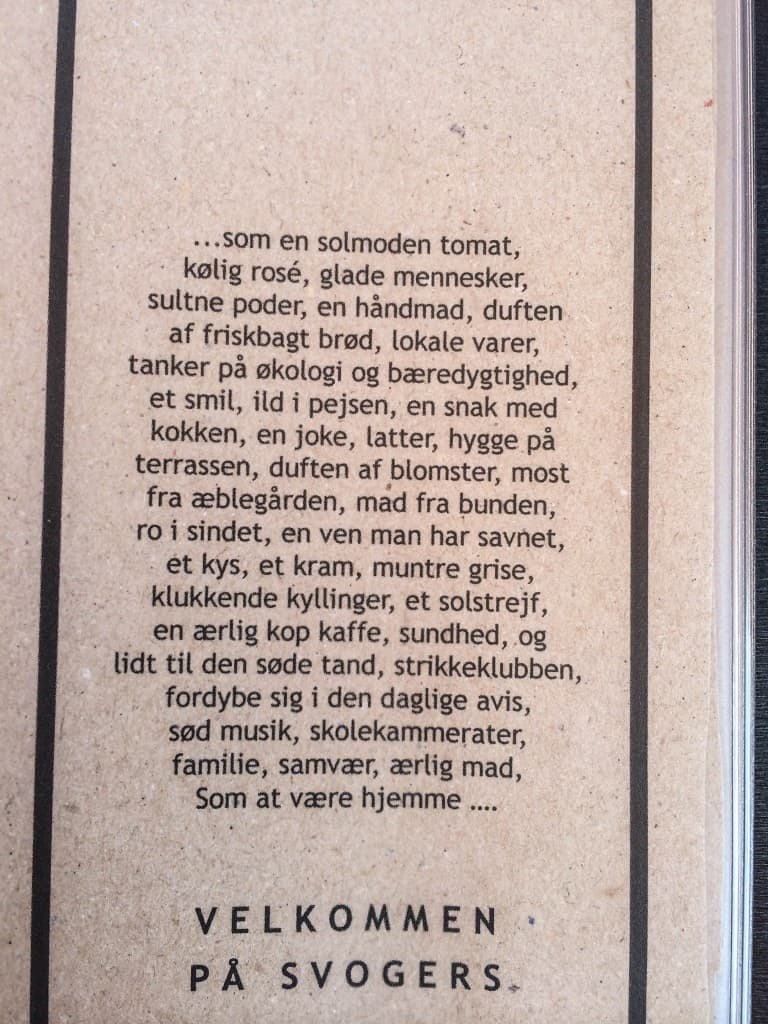 ...som en solmoden tomat,
kølig rosé, glade mennesker,
sultne poder, en håndmad, duften
af friskbagt brød, lokale varer,
tanker på økologi og bæredygtighed,
et smil, ild i pejsen, en snak med
kokken, en joke, latter, hygge på
terrassen, duften af blomster, most
fra æblegården, mad fra bunden,
ro i sindet, en ven man har savnet,
et kys, et kram, muntre grise,
klukkende kyllinger, et solstrejf,
en ærlig kop kaffe, sundhed, og
lidt til den søde tand, strikkeklubben,
fordybe sig i den daglige avis,
sød musik, skolekammerater,
familie, samvær, ærlig mad,
Som at være hjemme ....
VELKOMMEN
PÅ SVOGERS.